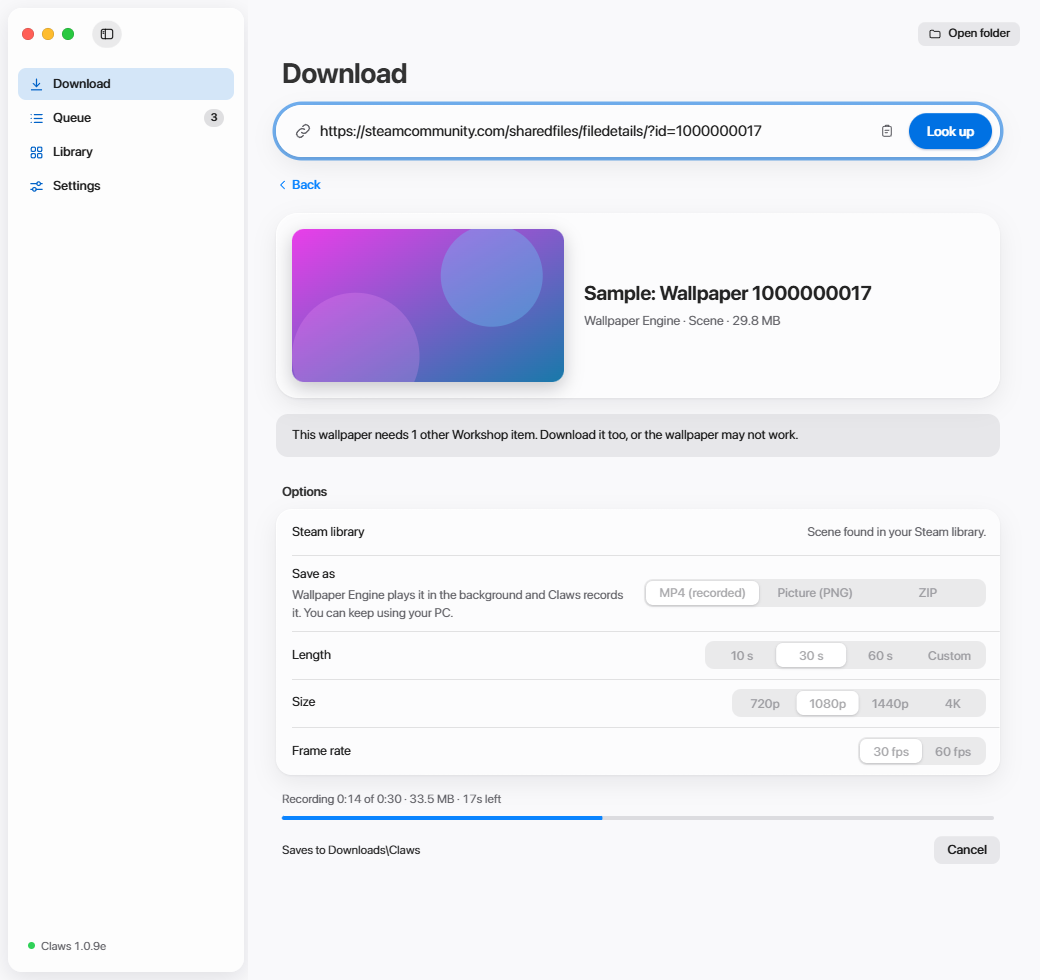 Open folder
Download
Queue
3
Library
Settings
Download
https://steamcommunity.com/sharedfiles/filedetails/?id=1000000017
Look up
Back
Sample: Wallpaper 1000000017
Wallpaper Engine · Scene · 29.8 MB
This wallpaper needs 1 other Workshop item. Download it too, or the wallpaper may not work.
Options
Steam library
Scene found in your Steam library.
Save as
Wallpaper Engine plays it in the background and Claws records
it. You can keep using your PC.
MP4 (recorded)
Picture (PNG)
ZIP
Length
10 s
30 s
60 s
Custom
Size
720p
1080p
1440p
4K
Frame rate
30 fps
60 fps
Recording 0:14 of 0:30 · 33.5 MB · 17s left
Saves to Downloads\Claws
Cancel
Claws 1.0.9e